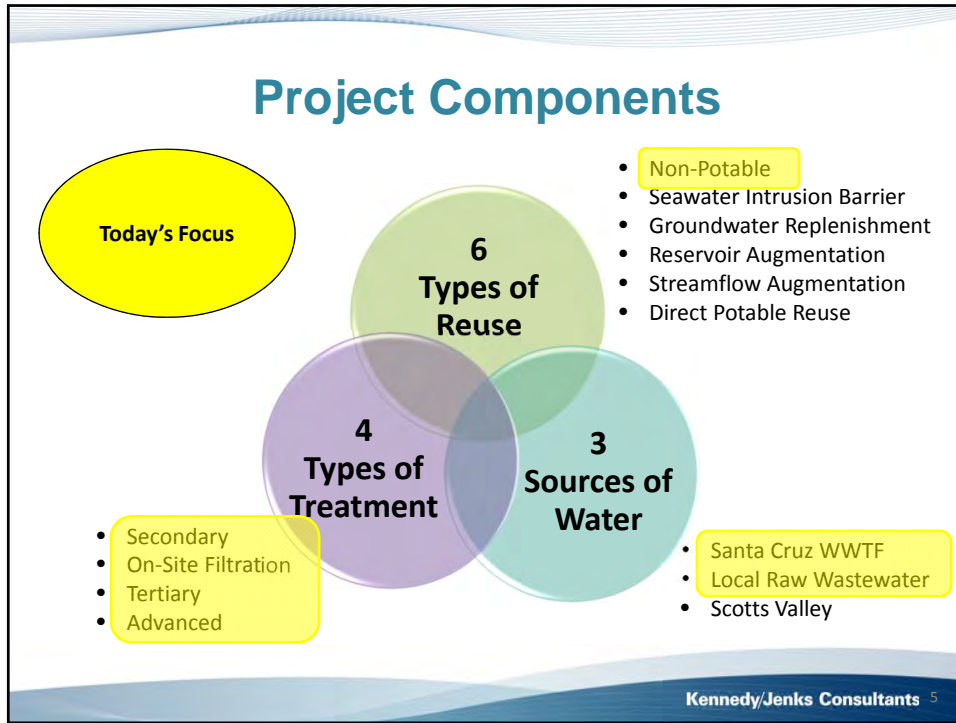 Project Components
Today's Focus
6
Types of
Reuse
• Non-Potable
• Seawater Intrusion Barrier
• Groundwater Replenishment
• Reservoir Augmentation
• Streamflow Augmentation
• Direct Potable Reuse
4
Types of
Treatment
3
Sources of
Water
• Secondary
• On-Site Filtration
• Tertiary
• Advanced
• Santa Cruz WWTF
• Local Raw Wastewater
• Scotts Valley
Kennedy/Jenks Consultants 5